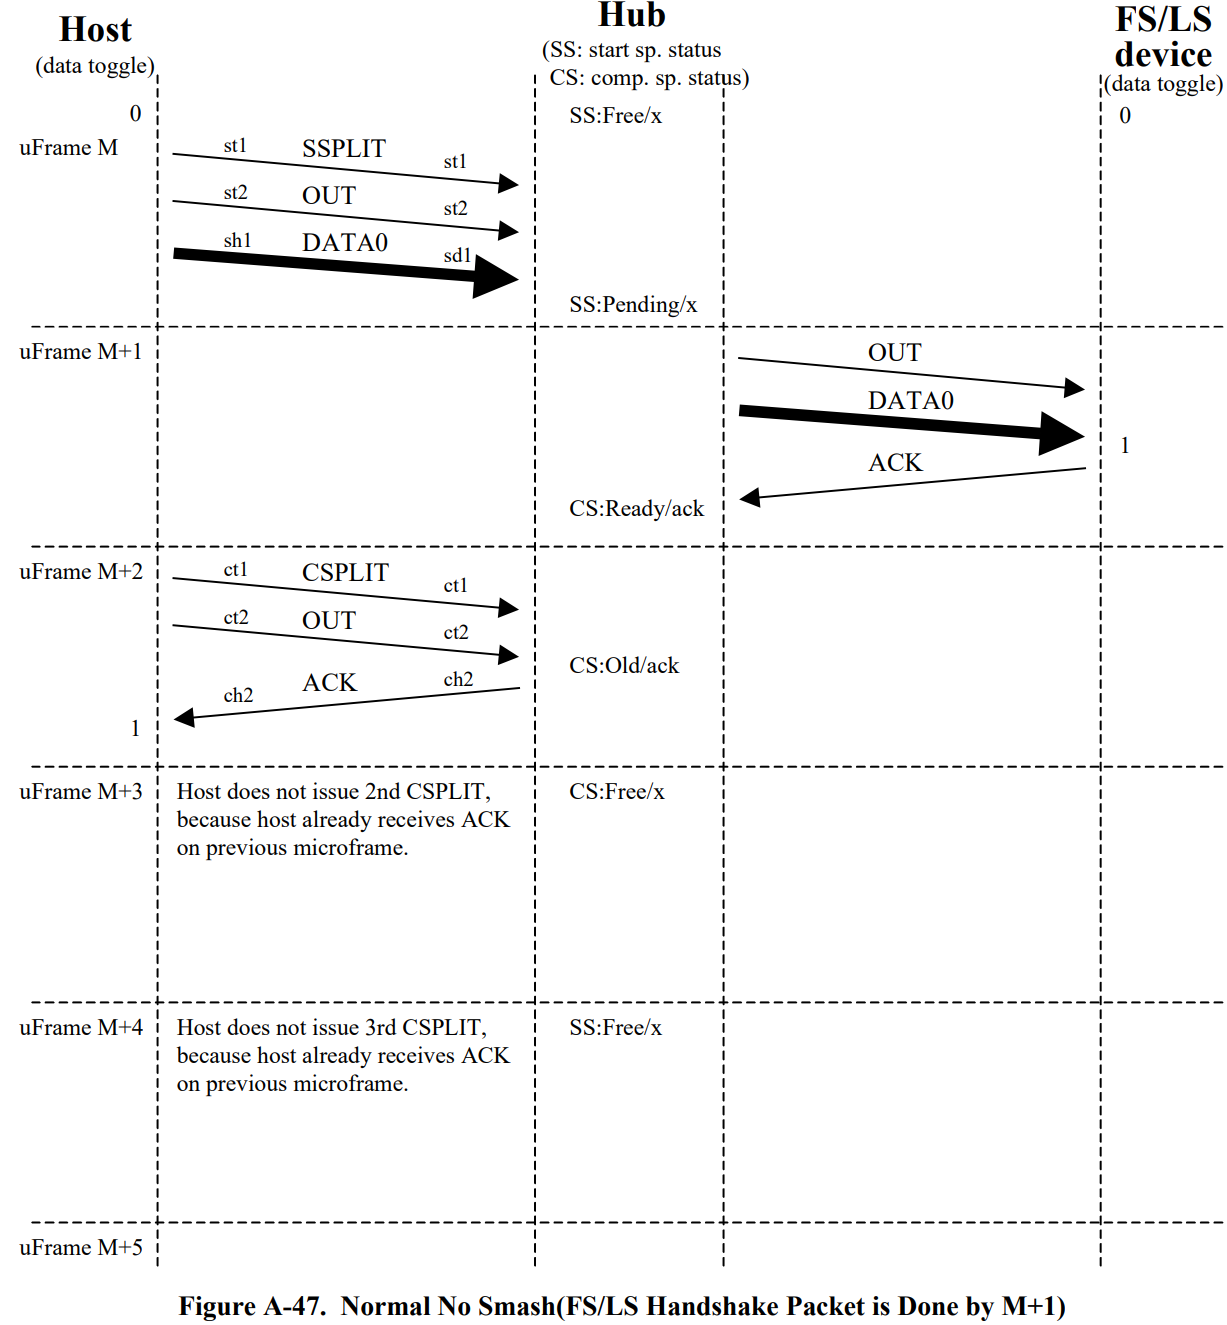 Host
(data toggle)
Hub
(SS: start sp. status
CS: comp. sp. status)
FS/LS
device
(data toggle)
0
SS:Free/x
0
uFrame M
st1 SSPLIT st1
st2 OUT st2
sh1 DATA0 sd1
SS:Pending/x
uFrame M+1
OUT
DATA0
1
ACK
CS:Ready/ack
uFrame M+2
ct1 CSPLIT ct1
ct2 OUT ct2
CS:Old/ack
ch2 ACK ch2
1
uFrame M+3
Host does not issue 2nd CSPLIT,
because host already receives ACK
on previous microframe.
CS:Free/x
uFrame M+4
Host does not issue 3rd CSPLIT,
because host already receives ACK
on previous microframe.
SS:Free/x
uFrame M+5
Figure A-47. Normal No Smash(FS/LS Handshake Packet is Done by M+1)